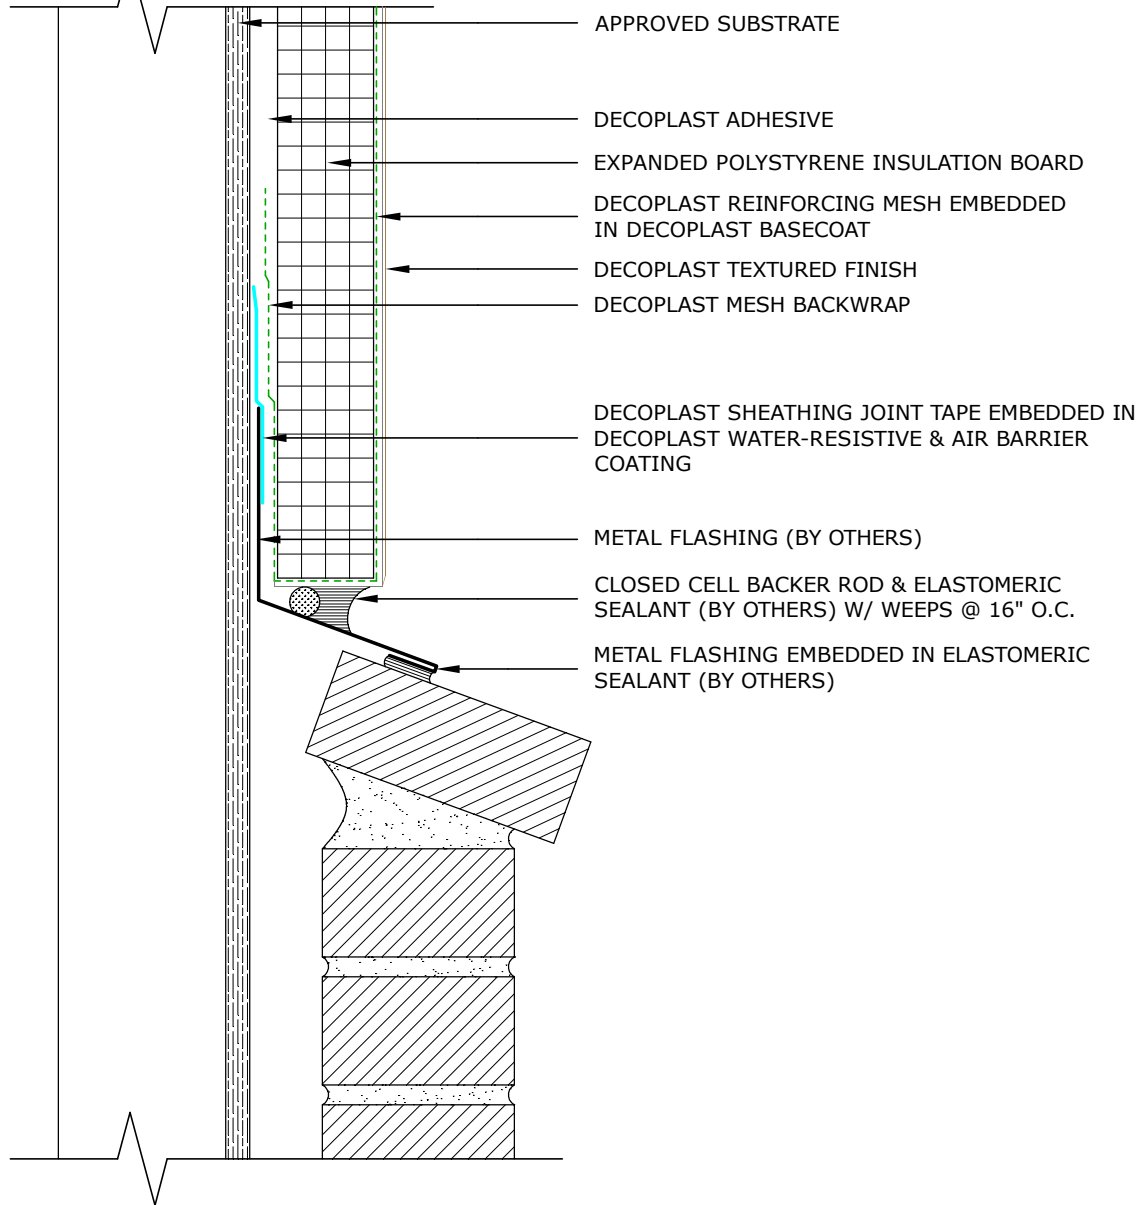 APPROVED SUBSTRATE
DECOPLAST ADHESIVE
EXPANDED POLYSTYRENE INSULATION BOARD
DECOPLAST REINFORCING MESH EMBEDDED
IN DECOPLAST BASECOAT
DECOPLAST TEXTURED FINISH
DECOPLAST MESH BACKWRAP
DECOPLAST SHEATHING JOINT TAPE EMBEDDED IN
DECOPLAST WATER-RESISTIVE & AIR BARRIER
COATING
METAL FLASHING (BY OTHERS)
CLOSED CELL BACKER ROD & ELASTOMERIC
SEALANT (BY OTHERS) W/ WEEPS @ 16" O.C.
METAL FLASHING EMBEDDED IN ELASTOMERIC
SEALANT (BY OTHERS)